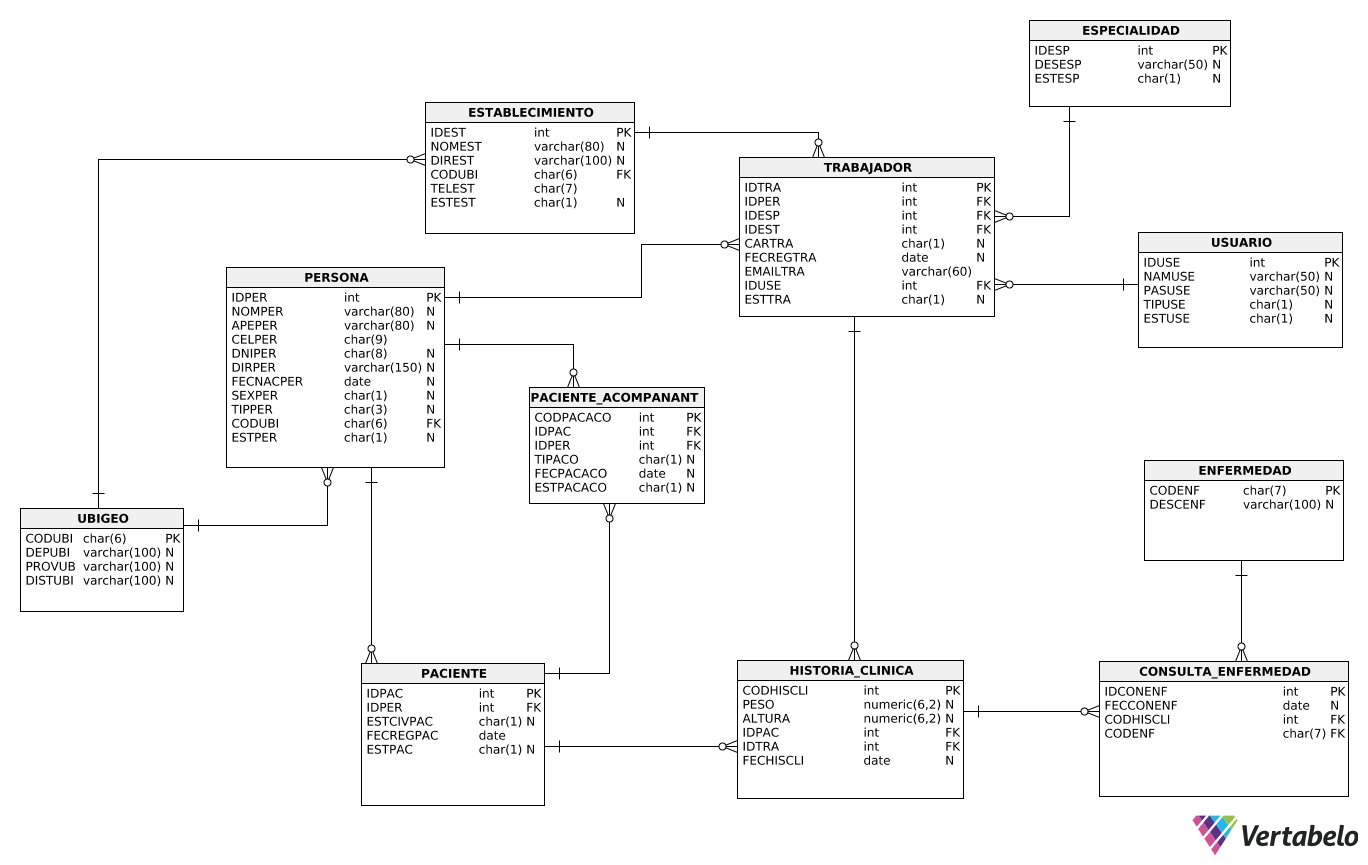 ESPECIALIDAD
IDESP int PK
DESESP varchar(50) N
ESTESP char(1) N
ESTABLECIMIENTO
IDEST int PK
NOMEST varchar(80) N
DIREST varchar(100) N
CODUBI char(6) FK
TELEST char(7)
ESTEST char(1) N
TRABAJADOR
IDTRA int PK
IDPER int FK
IDESP int FK
IDEST int FK
CARTRA char(1) N
FECREGTRA date N
EMAILTRA varchar(60)
IDUSE int FK
ESTTRA char(1) N
USUARIO
IDUSE int PK
NAMUSE varchar(50) N
PASUSE varchar(50) N
TIPUSE char(1) N
ESTUSE char(1) N
PERSONA
IDPER int PK
NOMPER varchar(80) N
APEPER varchar(80) N
CELPER char(9)
DNIPER char(8) N
DIRPER varchar(150) N
FECNACPER date N
SEXPER char(1) N
TIPPER char(3) N
CODUBI char(6) FK
ESTPER char(1) N
PACIENTE_ACOMPANANT
CODPACACO int PK
IDPAC int FK
IDPER int FK
TIPACO char(1) N
FECPACACO date N
ESTPACACO char(1) N
ENFERMEDAD
CODENF char(7) PK
DESCENF varchar(100) N
UBIGEO
CODUBI char(6) PK
DEPUBI varchar(100) N
PROVUB varchar(100) N
DISTUBI varchar(100) N
PACIENTE
IDPAC int PK
IDPER int FK
ESTCIVPAC char(1) N
FECREGPAC date
ESTPAC char(1) N
HISTORIA_CLINICA
CODHISCLI int PK
PESO numeric(6,2) N
ALTURA numeric(6,2) N
IDPAC int FK
IDTRA int FK
FECHISCLI date N
CONSULTA_ENFERMEDAD
IDCONENF int PK
FECCONENF date N
CODHISCLI int FK
CODENF char(7) FK
Vertabelo